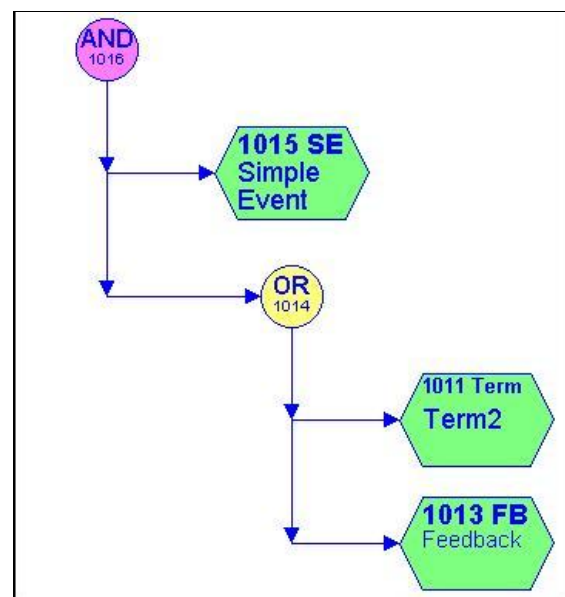 AND
1016
1015 SE
Simple
Event
OR
1014
1011 Term
Term2
1013 FB
Feedback